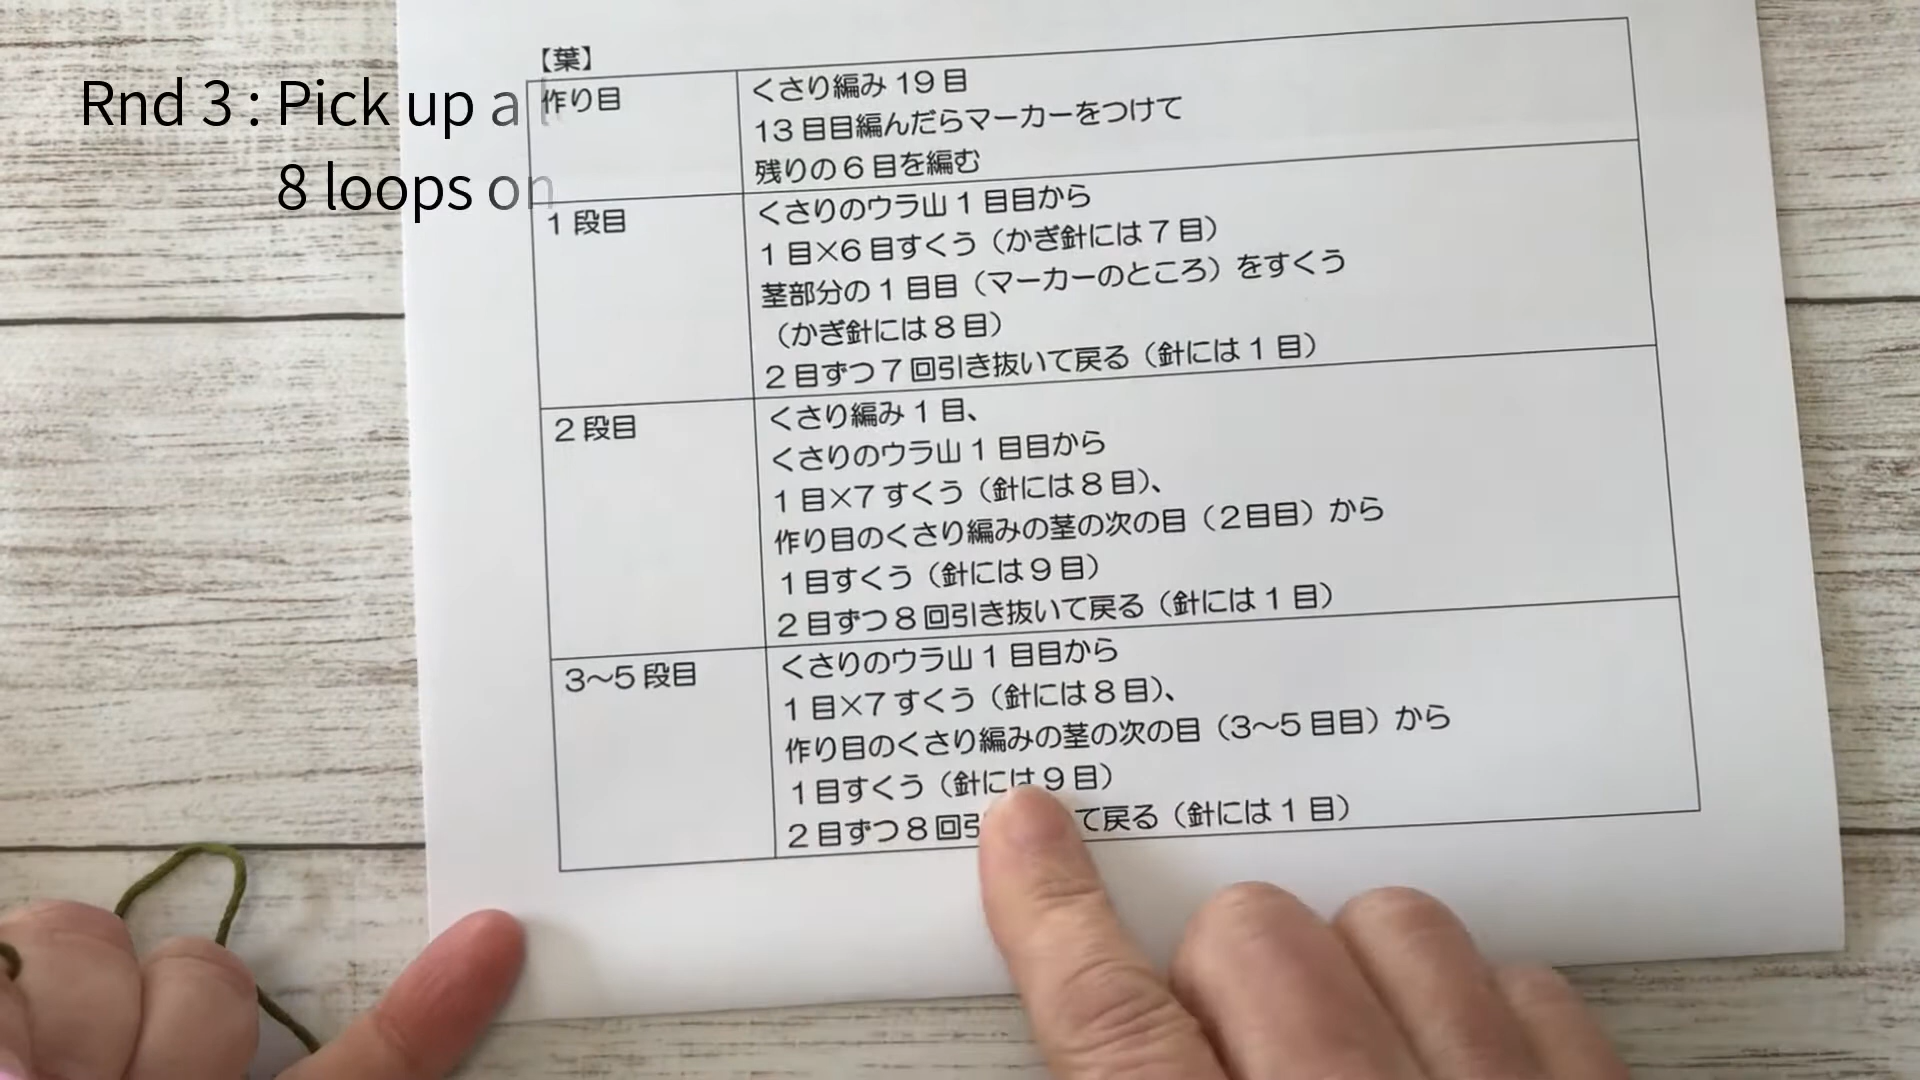 Rnd 3 : Pick up a
8 loops on
【葉】
作り目
くさり編み 19 目
13 目目編んだらマーカーをつけて
残りの 6 目を編む
1 段目
くさりのウラ山 1 目目から
1 目×6 目すくう（かぎ針には 7 目）
茎部分の 1 目目（マーカーのところ）をすくう
（かぎ針には 8 目）
2 目ずつ 7 回引き抜いて戻る（針には 1 目）
2 段目
くさり編み 1 目、
くさりのウラ山 1 目目から
1 目×7 すくう（針には 8 目）、
作り目のくさり編みの茎の次の目（2目目）から
1 目すくう（針には 9 目）
2 目ずつ 8 回引き抜いて戻る（針には 1 目）
3～5 段目
くさりのウラ山 1 目目から
1 目×7 すくう（針には 8 目）、
作り目のくさり編みの茎の次の目（3～5 目目）から
1 目すくう（針には 9 目）
2 目ずつ 8 回引 て戻る（針には 1 目）